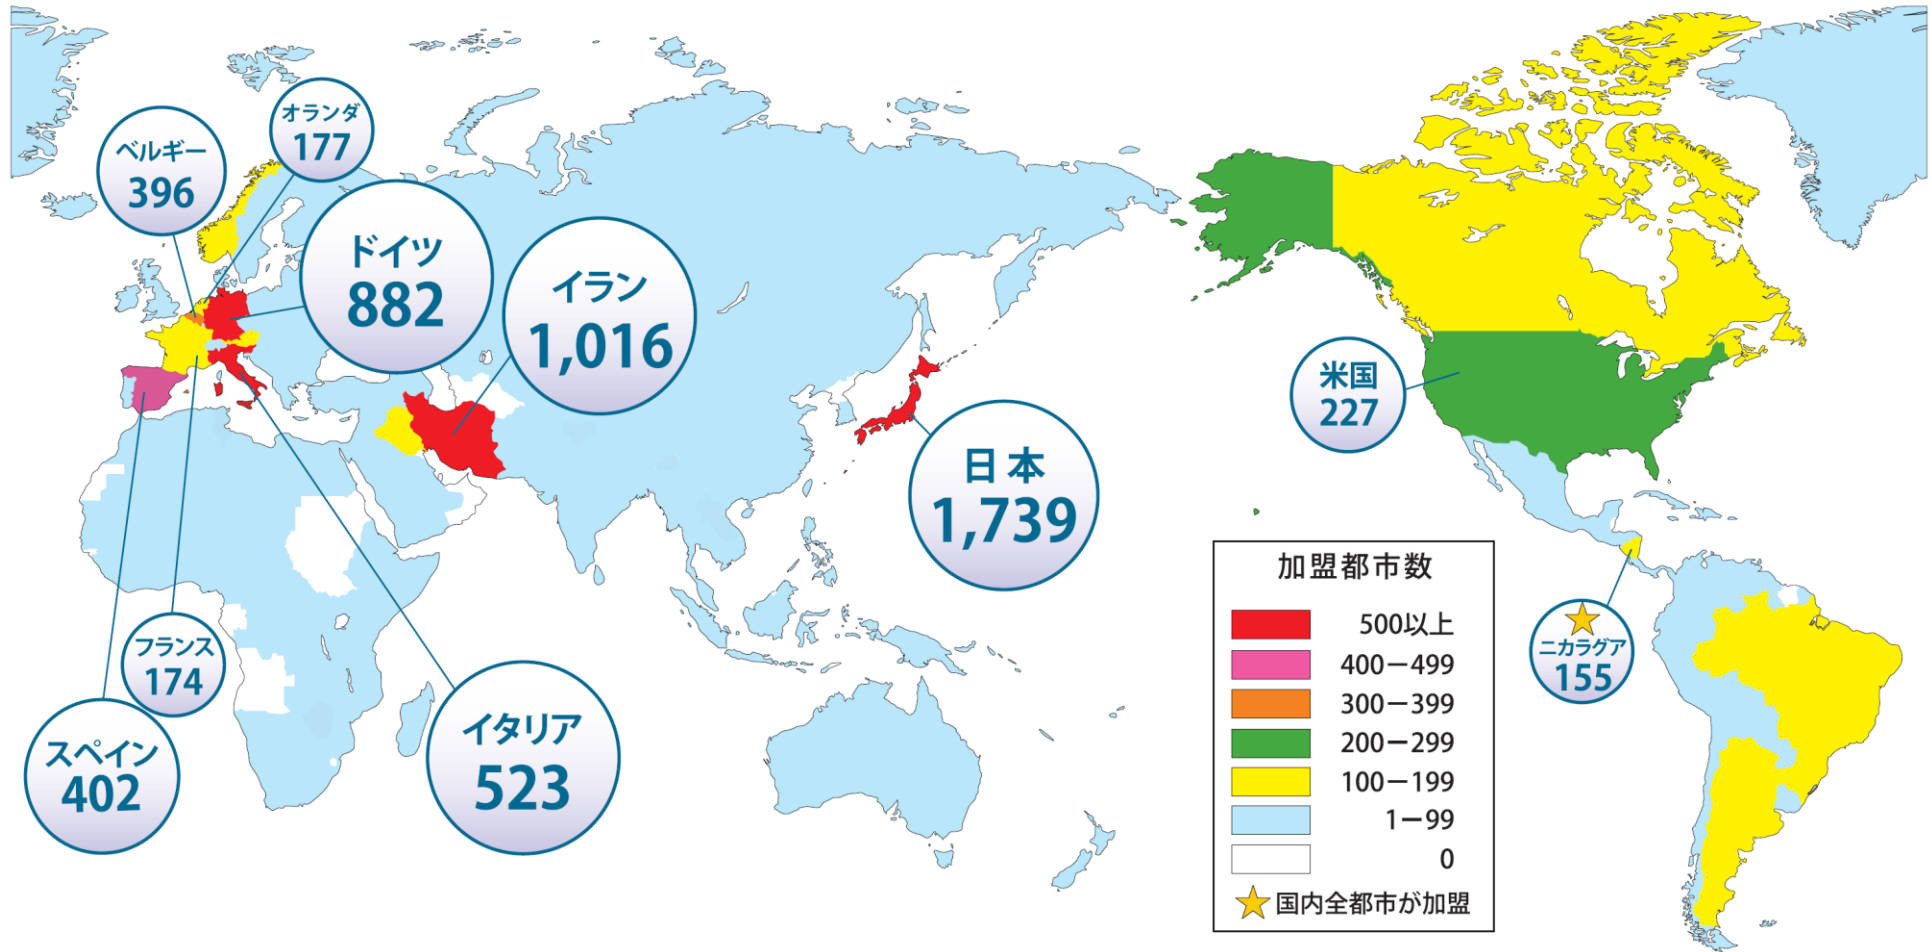 オランダ
177
ベルギー
396
ドイツ
882
イラン
1,016
日本
1,739
米国
227
フランス
174
スペイン
402
イタリア
523
ニカラグア
155
加盟都市数
500以上
400－499
300－399
200－299
100－199
1－99
0
国内全都市が加盟